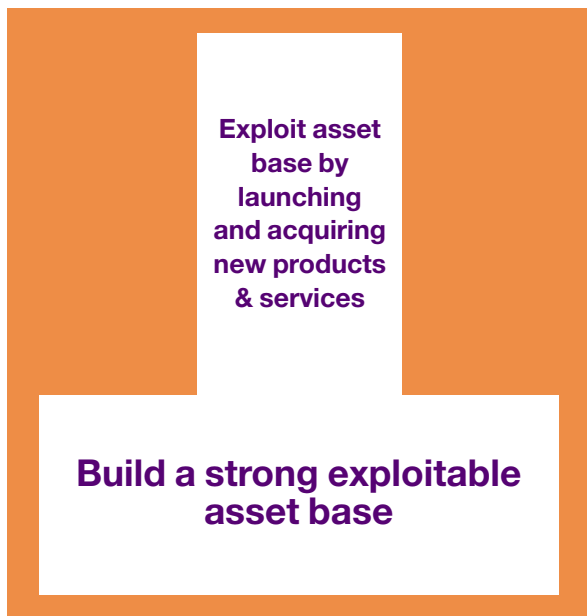 Exploit asset
base by
launching
and acquiring
new products
& services
Build a strong exploitable
asset base